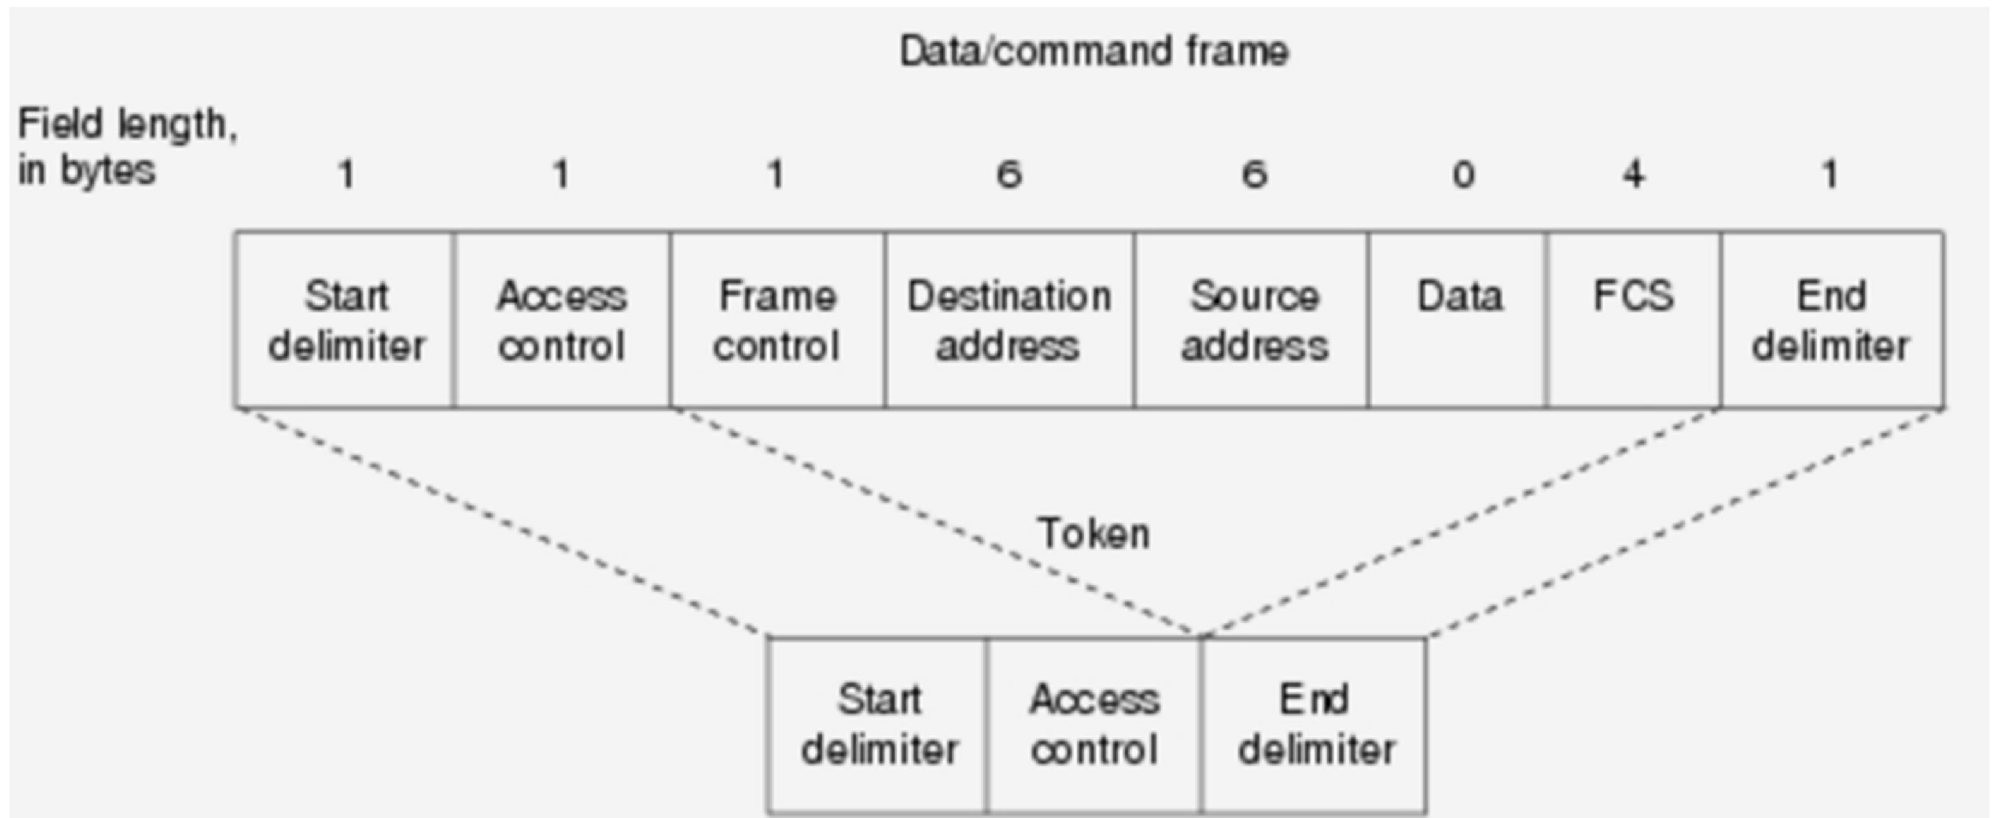 Data/command frame
Field length,
in bytes
1 1 1 6 6 0 4 1
Start Access Frame Destination Source Data FCS End
delimiter control control address address delimiter
Token
Start Access End
delimiter control delimiter